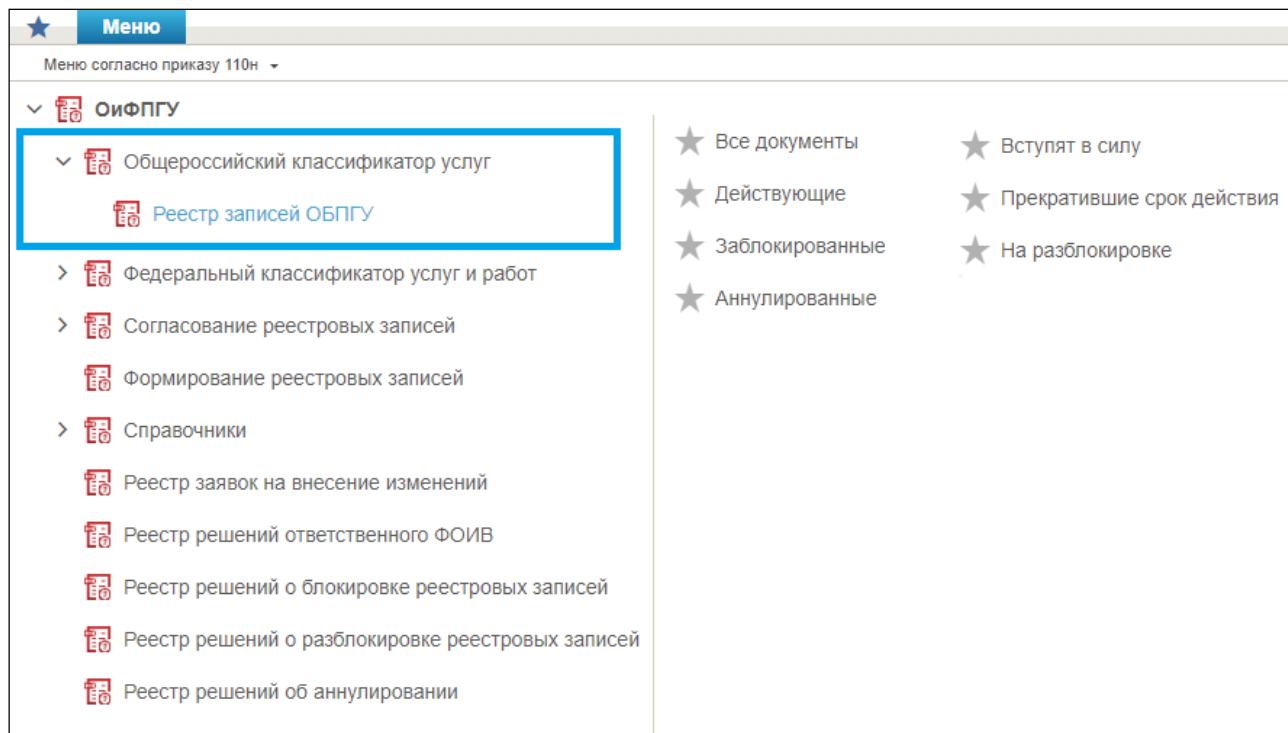 Меню
Меню согласно приказу 110н
ОиФПГУ
Общероссийский классификатор услуг
Реестр записей ОБПГУ
Федеральный классификатор услуг и работ
Согласование реестровых записей
Формирование реестровых записей
Справочники
Реестр заявок на внесение изменений
Реестр решений ответственного ФОИВ
Реестр решений о блокировке реестровых записей
Реестр решений о разблокировке реестровых записей
Реестр решений об аннулировании
Все документы
Действующие
Заблокированные
Аннулированные
Вступят в силу
Прекратившие срок действия
На разблокировке